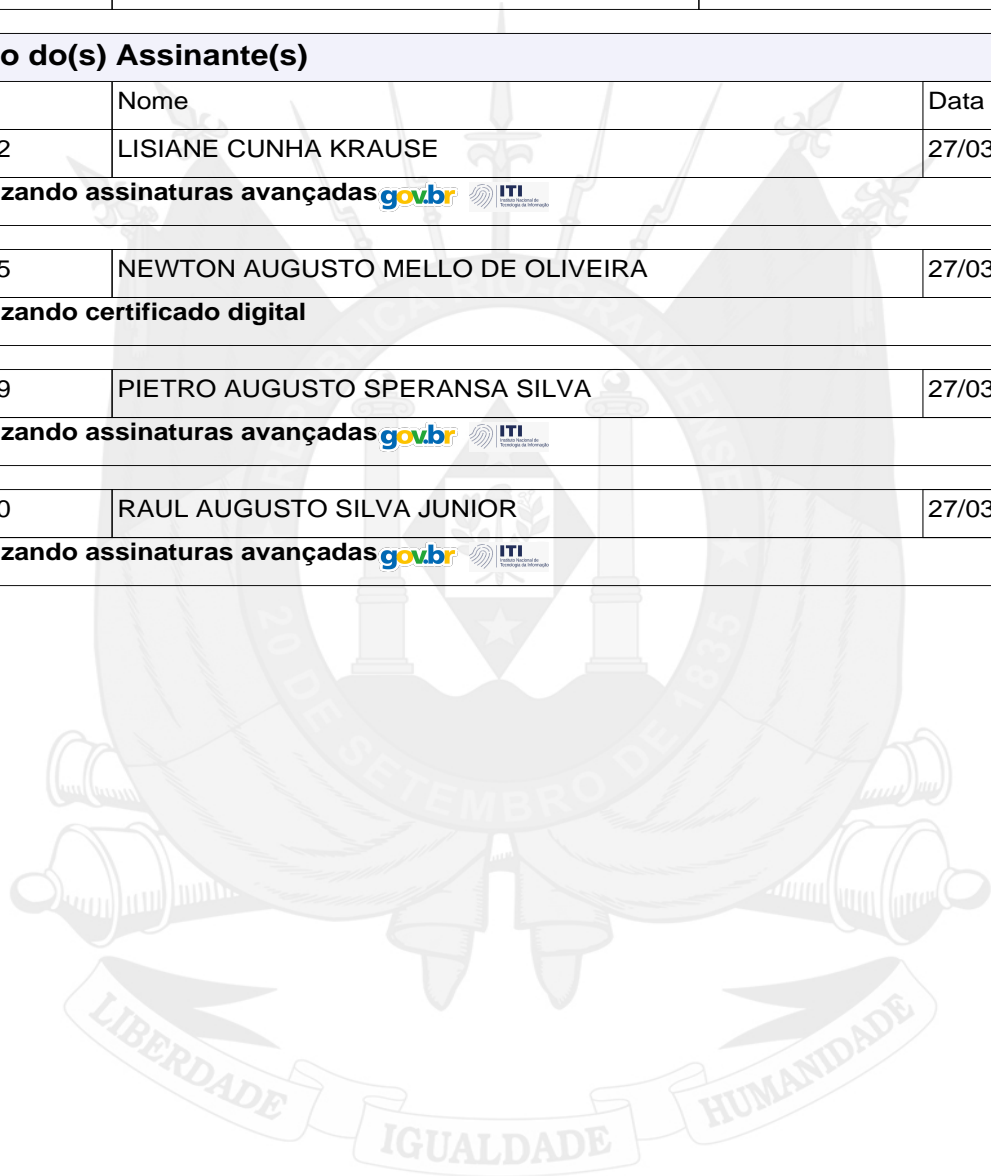 o do(s) Assinante(s)
Nome Data
2 LISIANE CUNHA KRAUSE 27/03
zando assinaturas avançadas gov.br ITI
5 NEWTON AUGUSTO MELLO DE OLIVEIRA 27/03
zando certificado digital
9 PIETRO AUGUSTO SPERANSA SILVA 27/03
zando assinaturas avançadas gov.br ITI
0 RAUL AUGUSTO SILVA JUNIOR 27/03
zando assinaturas avançadas gov.br ITI
REPÚBLICA RIO-GRANDENSE
20 DE SETEMBRO DE 1835
LIBERDADE IGUALDADE HUMANIDADE